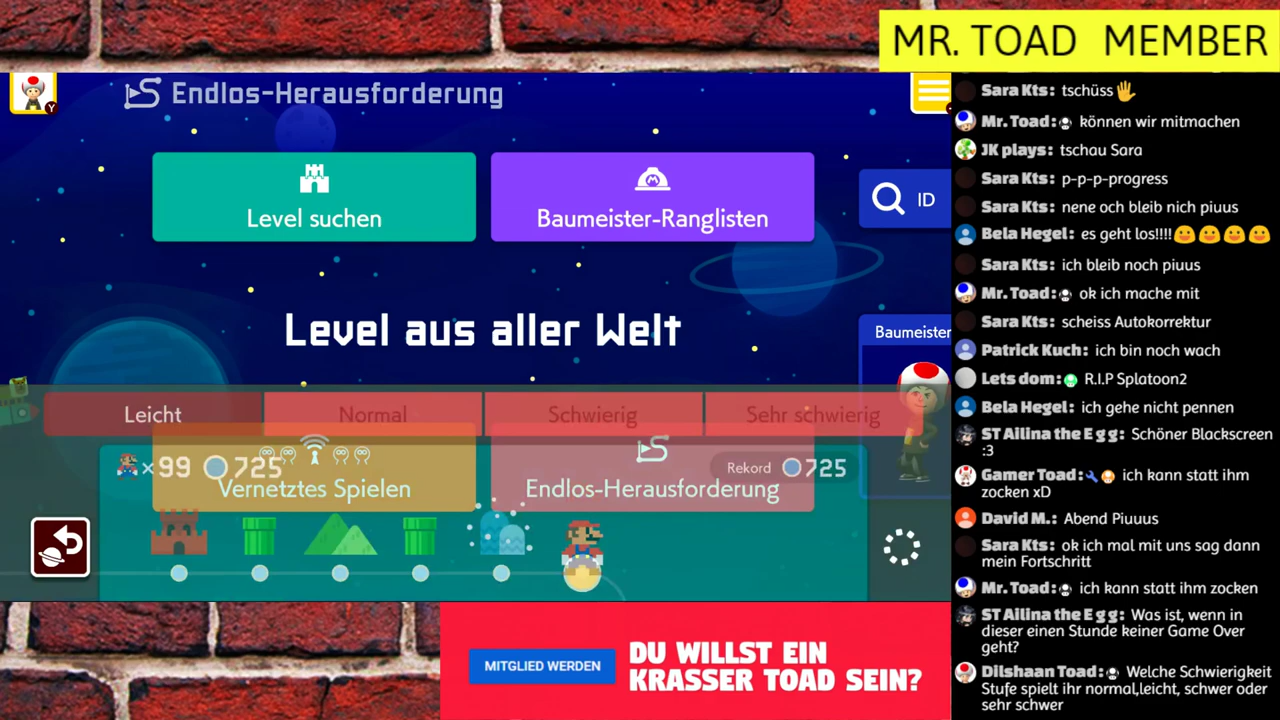 MR. TOAD MEMBER
Endlos-Herausforderung
Y
Level suchen
Baumeister-Ranglisten
ID
Level aus aller Welt
Baumeister
Leicht
Normal
Schwierig
Sehr schwierig
×99
725
Rekord
725
Vernetztes Spielen
Endlos-Herausforderung
MITGLIED WERDEN
DU WILLST EIN
KRASSER TOAD SEIN?
Sara Kts: tschüss🖐
Mr. Toad: können wir mitmachen
JK plays: tschau Sara
Sara Kts: p-p-p-progress
Sara Kts: nene och bleib nich piuus
Bela Hegel: es geht los!!!!😀😀😀😀
Sara Kts: ich bleib noch piuus
Mr. Toad: ok ich mache mit
Sara Kts: scheiss Autokorrektur
Patrick Kuch: ich bin noch wach
Lets dom: R.I.P Splatoon2
Bela Hegel: ich gehe nicht pennen
ST Ailina the E g g: Schöner Blackscreen
:3
Gamer Toad: ich kann statt ihm
zocken xD
David M.: Abend Piuuus
Sara Kts: ok ich mal mit uns sag dann
mein Fortschritt
Mr. Toad: ich kann statt ihm zocken
ST Ailina the E g g: Was ist, wenn in
dieser einen Stunde keiner Game Over
geht?
Dilshaan Toad: Welche Schwierigkeit
Stufe spielt ihr normal,leicht, schwer oder
sehr schwer